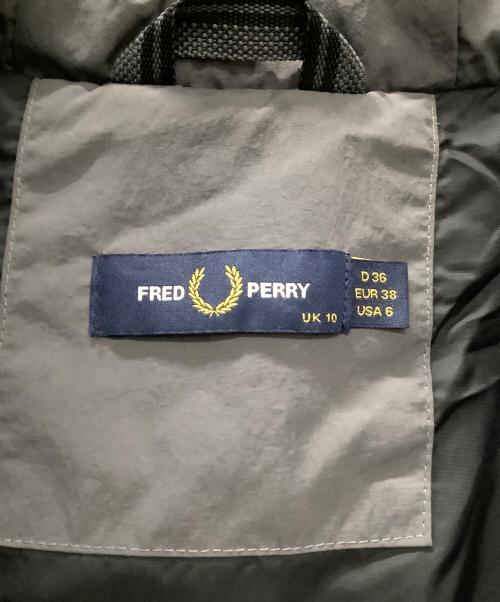 FRED PERRY
UK 10
D 36
EUR 38
USA 6